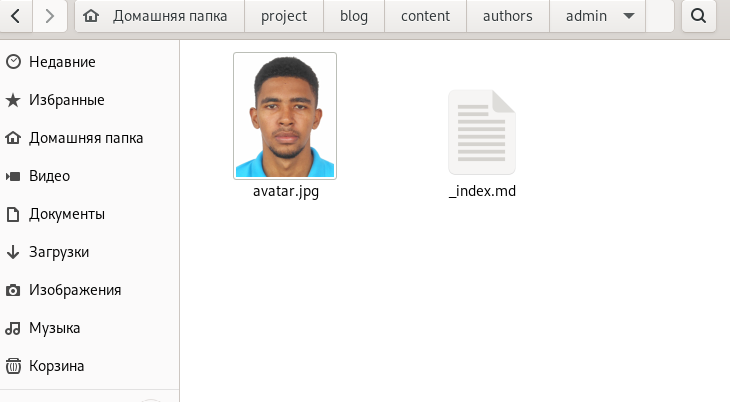 Домашняя папка project blog content authors admin
Недавние
Избранные
Домашняя папка
Видео
Документы
Загрузки
Изображения
Музыка
Корзина
avatar.jpg
_index.md